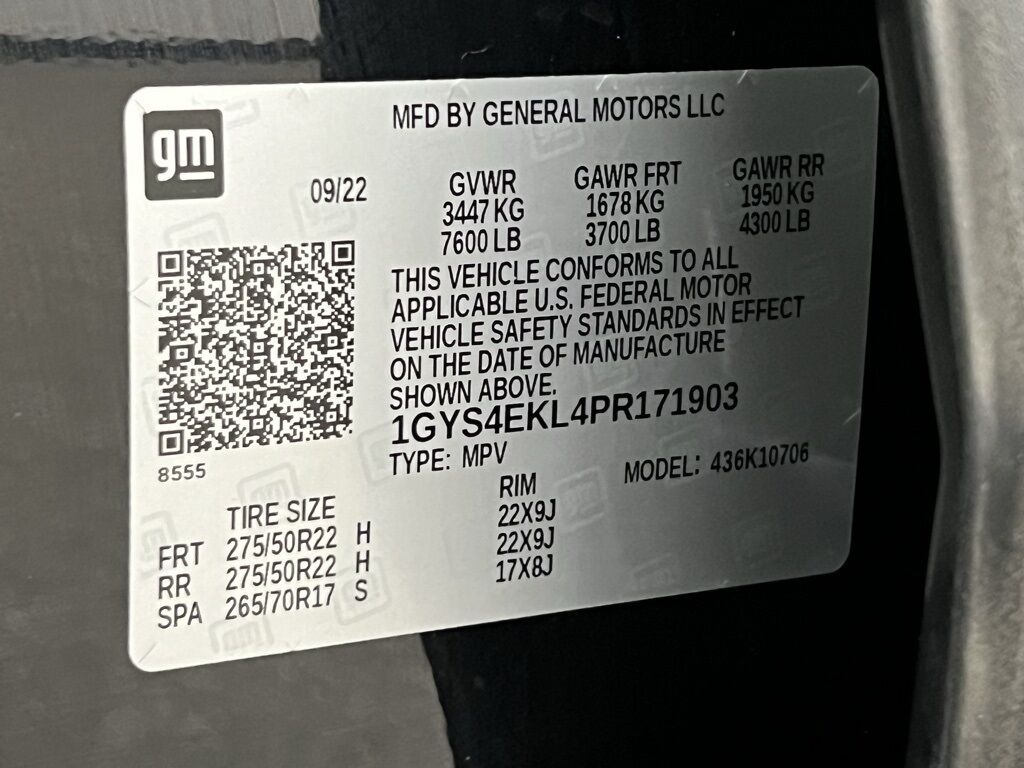 gm
MFD BY GENERAL MOTORS LLC
09/22
GVWR GAWR FRT GAWR RR
3447 KG 1678 KG 1950 KG
7600 LB 3700 LB 4300 LB
THIS VEHICLE CONFORMS TO ALL
APPLICABLE U.S. FEDERAL MOTOR
VEHICLE SAFETY STANDARDS IN EFFECT
ON THE DATE OF MANUFACTURE
SHOWN ABOVE.
1GYS4EKL4PR171903
8555
TYPE: MPV MODEL: 436K10706
TIRE SIZE RIM
FRT 275/50R22 H 22X9J
RR 275/50R22 H 22X9J
SPA 265/70R17 S 17X8J